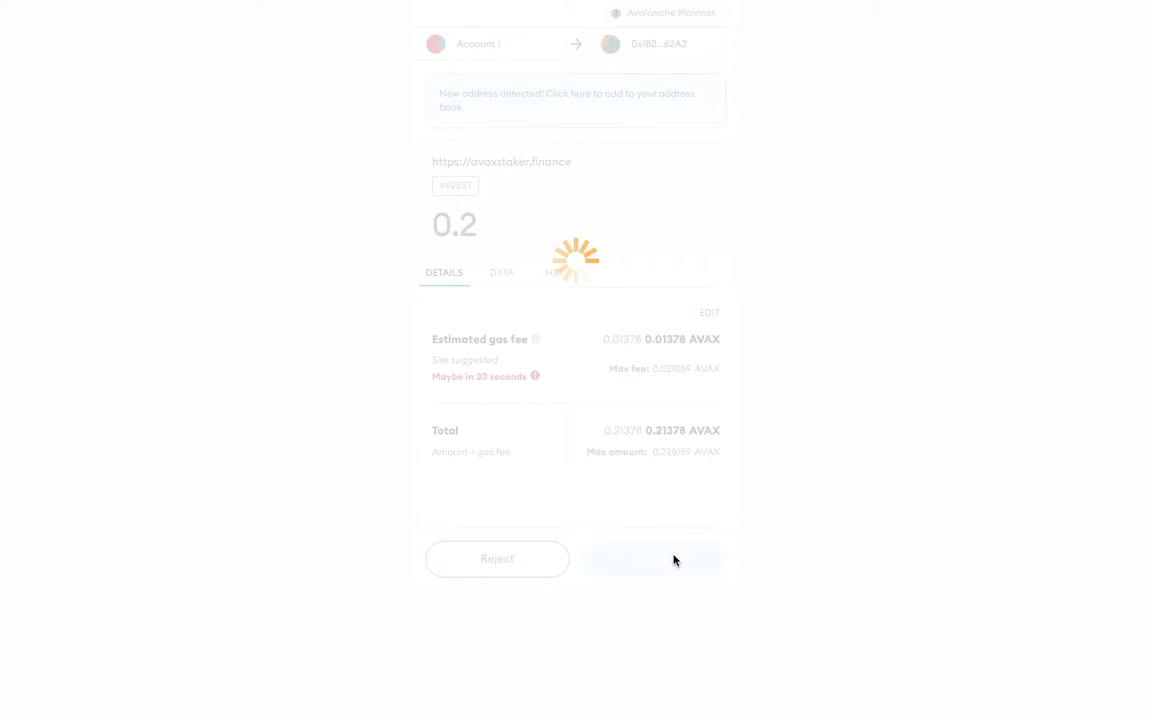 Avalanche Mainnet
Account 1
0x1B2...62A2
New address detected! Click here to add to your address
book.
https://avaxstaker.finance
INVEST
0.2
DETAILS DATA
EDIT
Estimated gas fee 0.01378 0.01378 AVAX
Site suggested
Max fee: 0.028159 AVAX
Maybe in 30 seconds
Total 0.21378 0.21378 AVAX
Amount + gas fee Max amount: 0.228159 AVAX
Reject